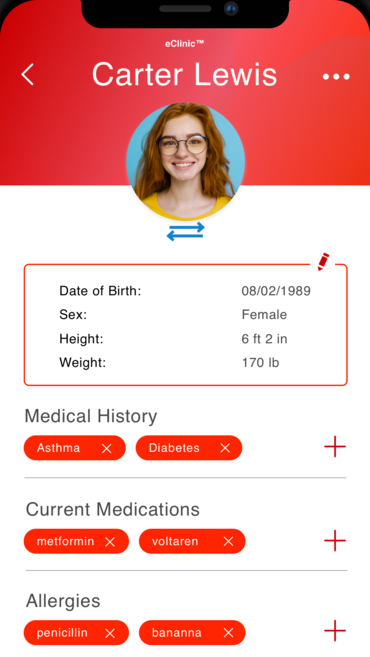 eClinic™
Carter Lewis
Date of Birth: 08/02/1989
Sex: Female
Height: 6 ft 2 in
Weight: 170 lb
Medical History
Asthma Diabetes
Current Medications
metformin voltaren
Allergies
penicillin bananna